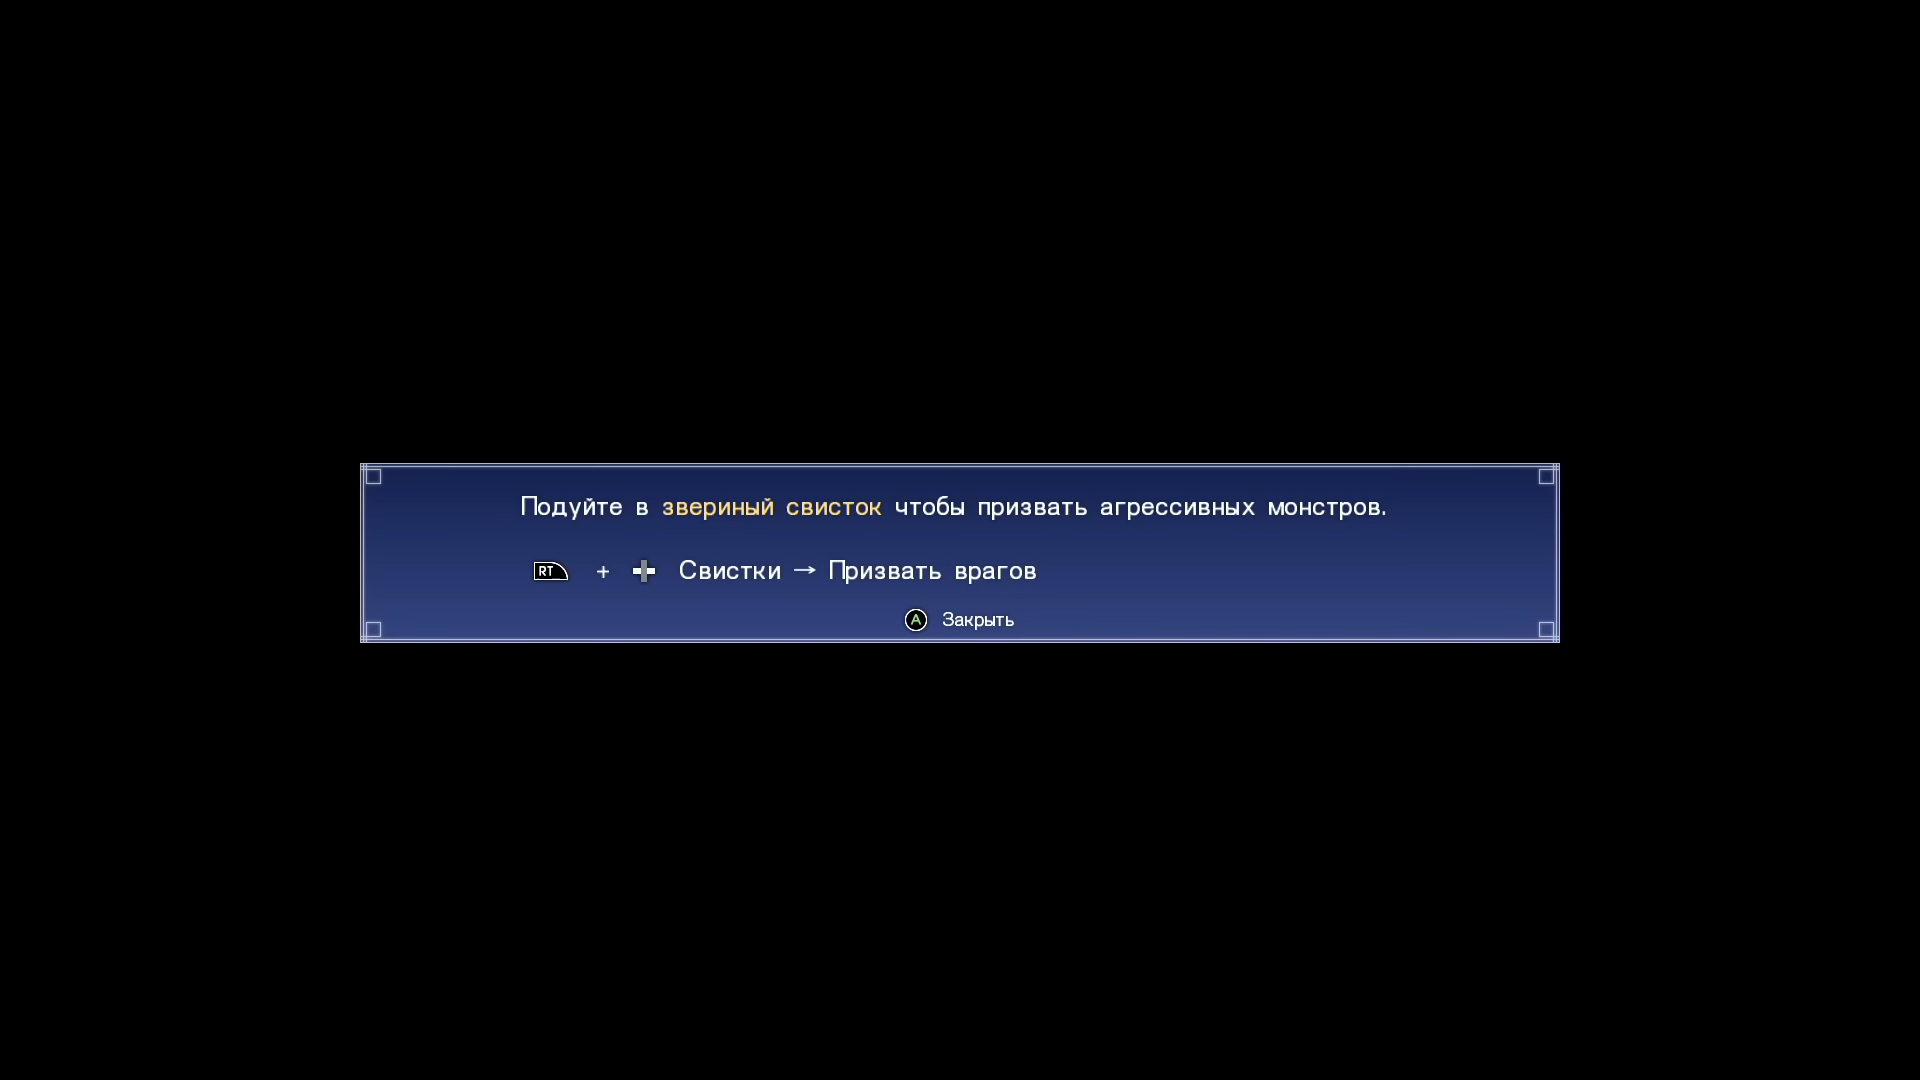 Подуйте в звериный свисток чтобы призвать агрессивных монстров.
RT + Свистки → Призвать врагов
A Закрыть